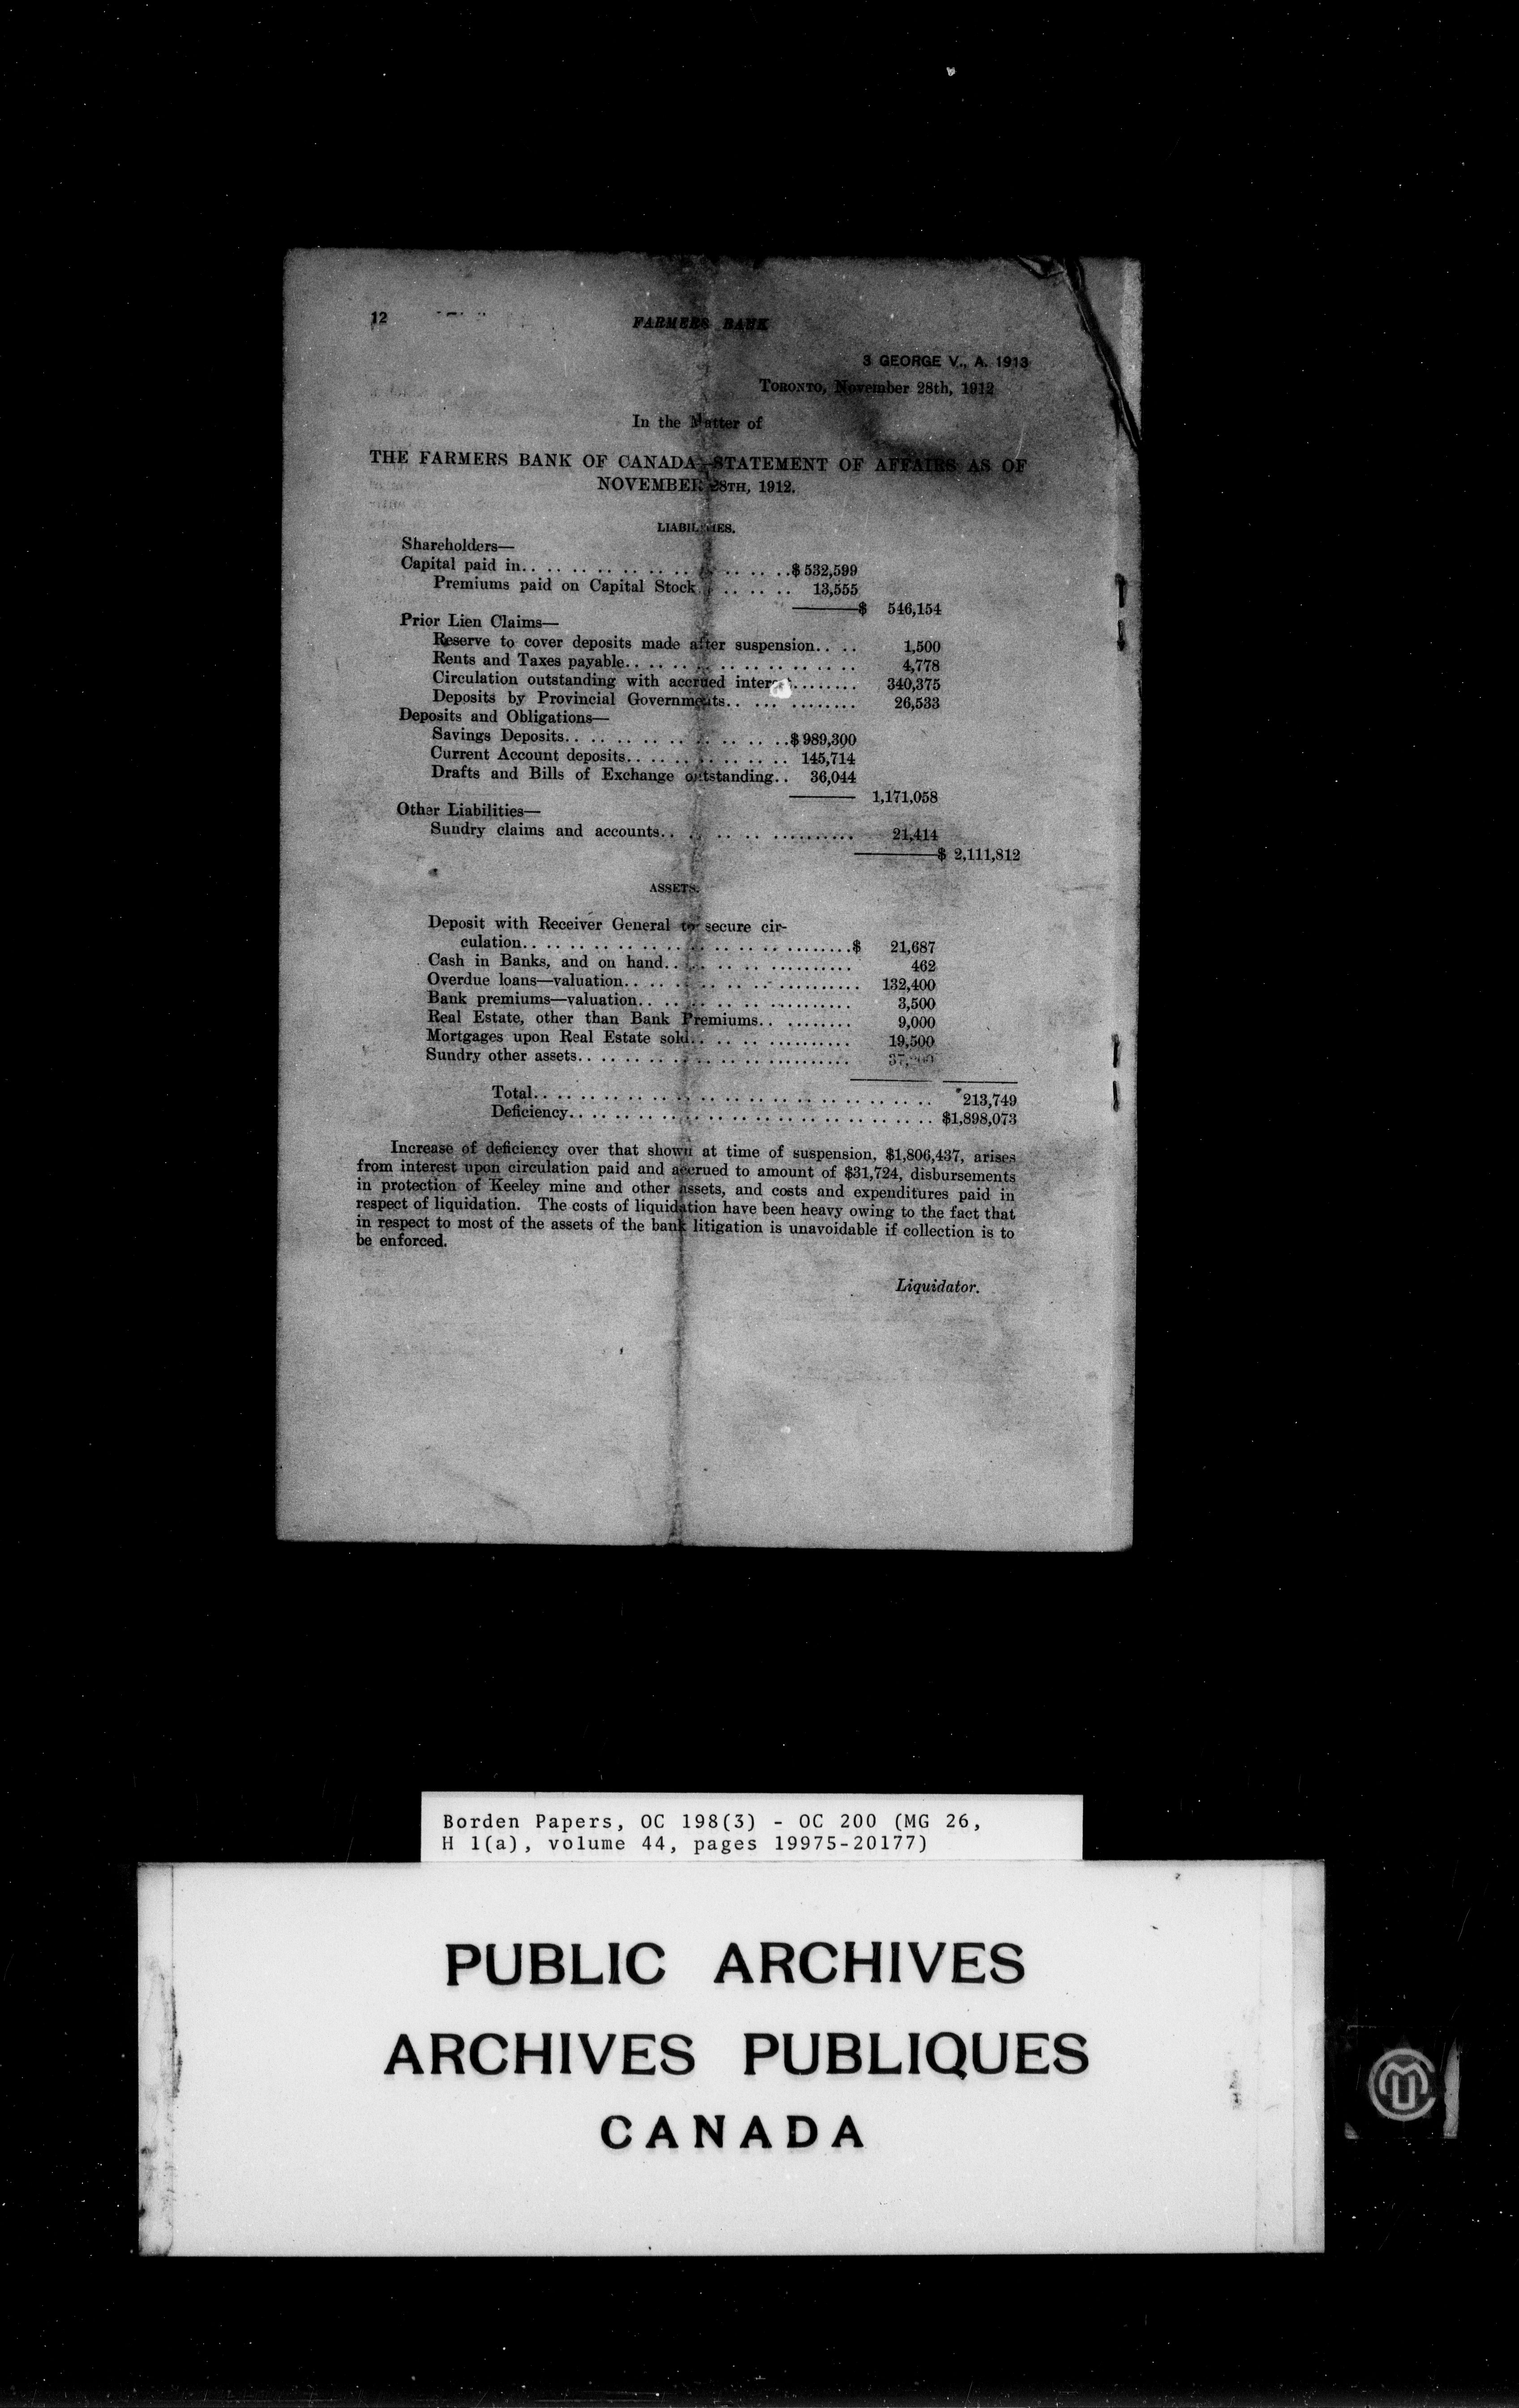 12
FARMERS BANK
3 GEORGE V., A. 1913
TORONTO, November 28th, 1912
In the Matter of
THE FARMERS BANK OF CANADA—STATEMENT OF AFFAIRS AS OF
NOVEMBER 28TH, 1912.
LIABILITIES.
Shareholders—
Capital paid in.. .. .. .. .. .. .. .. .. .. .. ..$ 532,599
Premiums paid on Capital Stock .. .. .. .. 13,555
$ 546,154
Prior Lien Claims—
Reserve to cover deposits made after suspension.. .. 1,500
Rents and Taxes payable.. .. .. .. .. .. .. .. .. .. 4,778
Circulation outstanding with accrued interest........ 340,375
Deposits by Provincial Governments.. .. ... ........ 26,533
Deposits and Obligations—
Savings Deposits.. .. .. .. .. .. .. .. .. ..$ 989,300
Current Account deposits.. .. .. .. .. .. .. 145,714
Drafts and Bills of Exchange outstanding.. 36,044
1,171,058
Other Liabilities—
Sundry claims and accounts.. .. .. .. .......... 21,414
$ 2,111,812
ASSETS.
Deposit with Receiver General to secure cir-
culation.. .. .. .. .. .. .. .. .. .. .. ........$ 21,687
Cash in Banks, and on hand.. .. .. .. .......... 462
Overdue loans—valuation.. .. .. .. .. .. .......... 132,400
Bank premiums—valuation.. .. .. .. .. .......... 3,500
Real Estate, other than Bank Premiums.. ......... 9,000
Mortgages upon Real Estate sold.. .. .. .......... 19,500
Sundry other assets.. .. .. .. .. .. .. ..........
Total.. .. .. .. .. .. .. .. .. .. .. .. .. .. .. .. 213,749
Deficiency.. .. .. .. .. .. .. .. .. .. .. .. .. .. .. $1,898,073
Increase of deficiency over that shown at time of suspension, $1,806,437, arises
from interest upon circulation paid and accrued to amount of $31,724, disbursements
in protection of Keeley mine and other assets, and costs and expenditures paid in
respect of liquidation. The costs of liquidation have been heavy owing to the fact that
in respect to most of the assets of the bank litigation is unavoidable if collection is to
be enforced.
Liquidator.
Borden Papers, OC 198(3) - OC 200 (MG 26,
H 1(a), volume 44, pages 19975-20177)
PUBLIC ARCHIVES
ARCHIVES PUBLIQUES
CANADA